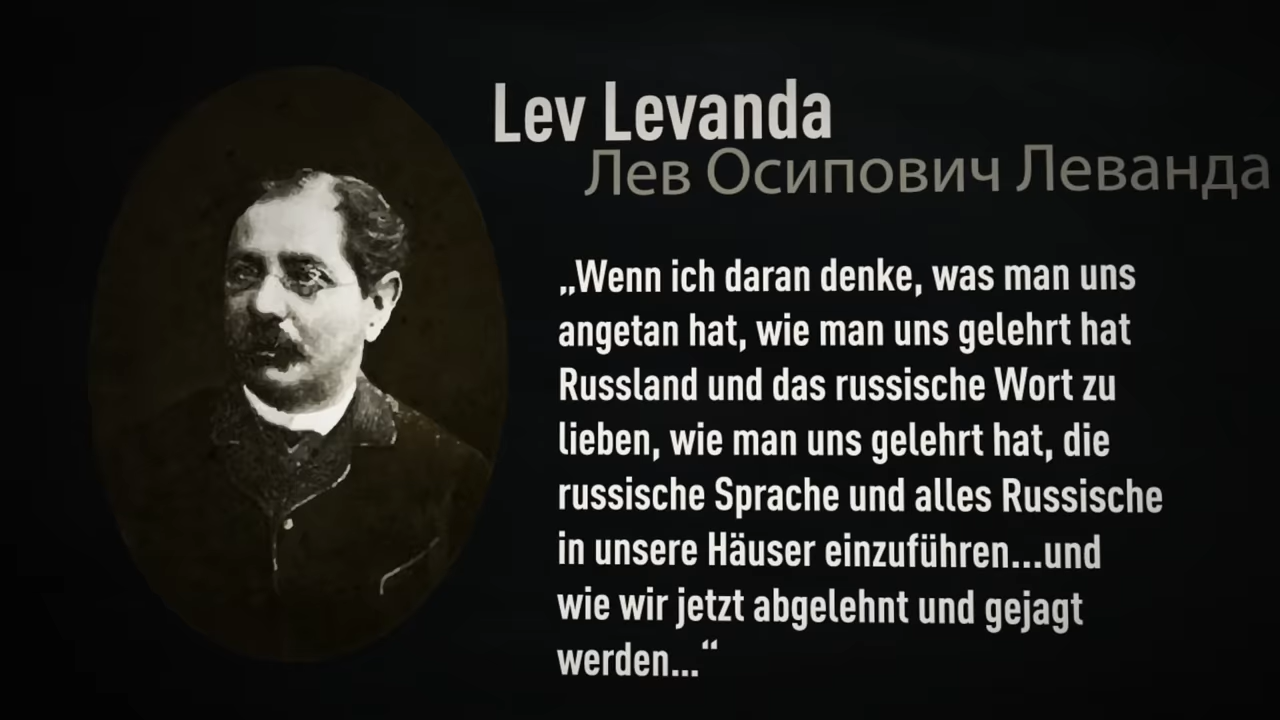 Lev Levanda
Лев Осипович Леванда
„Wenn ich daran denke, was man uns
angetan hat, wie man uns gelehrt hat
Russland und das russische Wort zu
lieben, wie man uns gelehrt hat, die
russische Sprache und alles Russische
in unsere Häuser einzuführen...und
wie wir jetzt abgelehnt und gejagt
werden...“